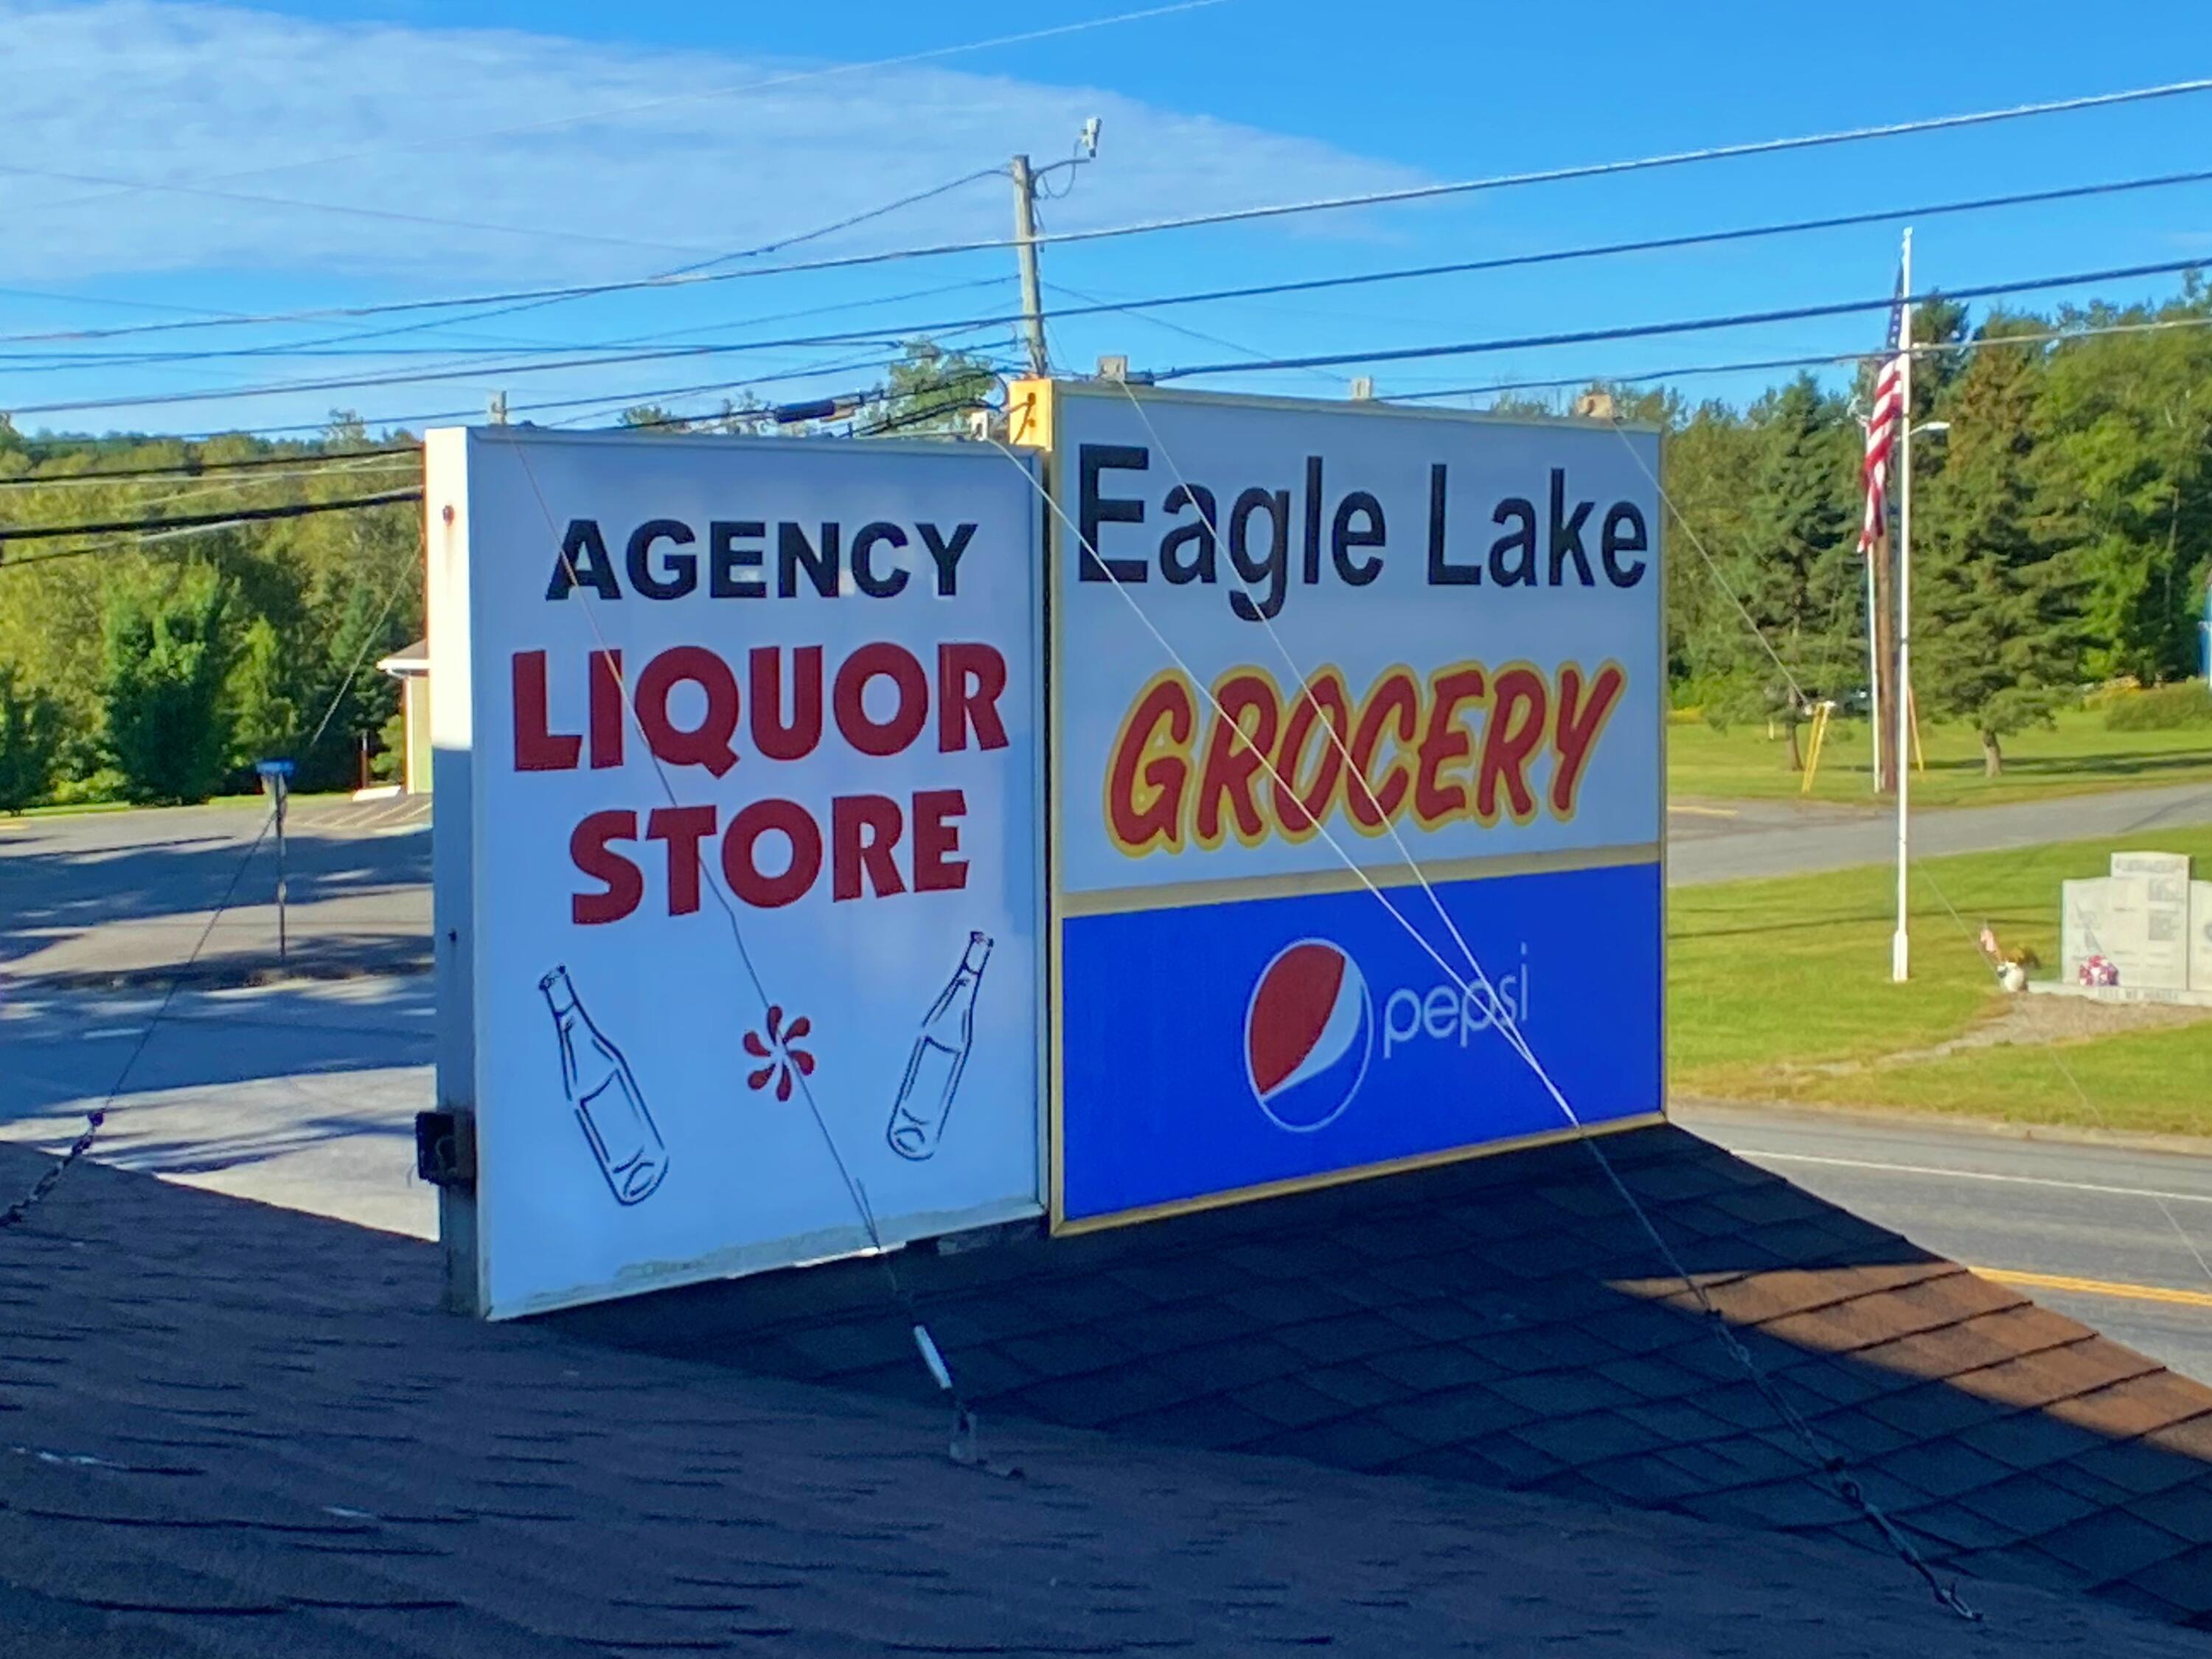 AGENCY
LIQUOR
STORE
Eagle Lake
GROCERY
pepsi